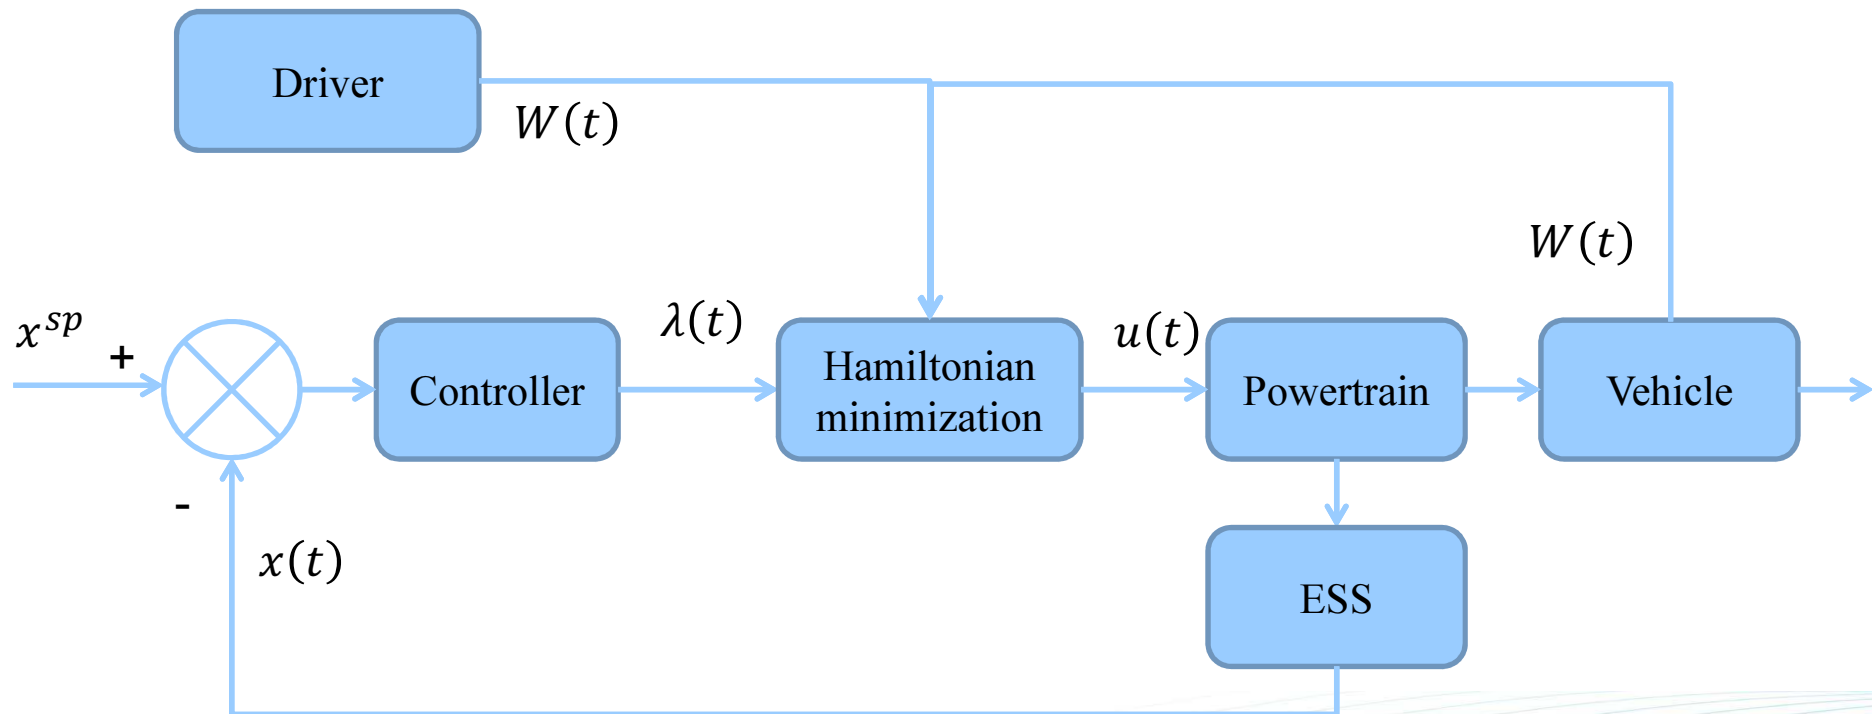 Driver
W(t)
W(t)
x^{sp}
+
λ(t)
u(t)
Controller
Hamiltonian
minimization
Powertrain
Vehicle
-
x(t)
ESS